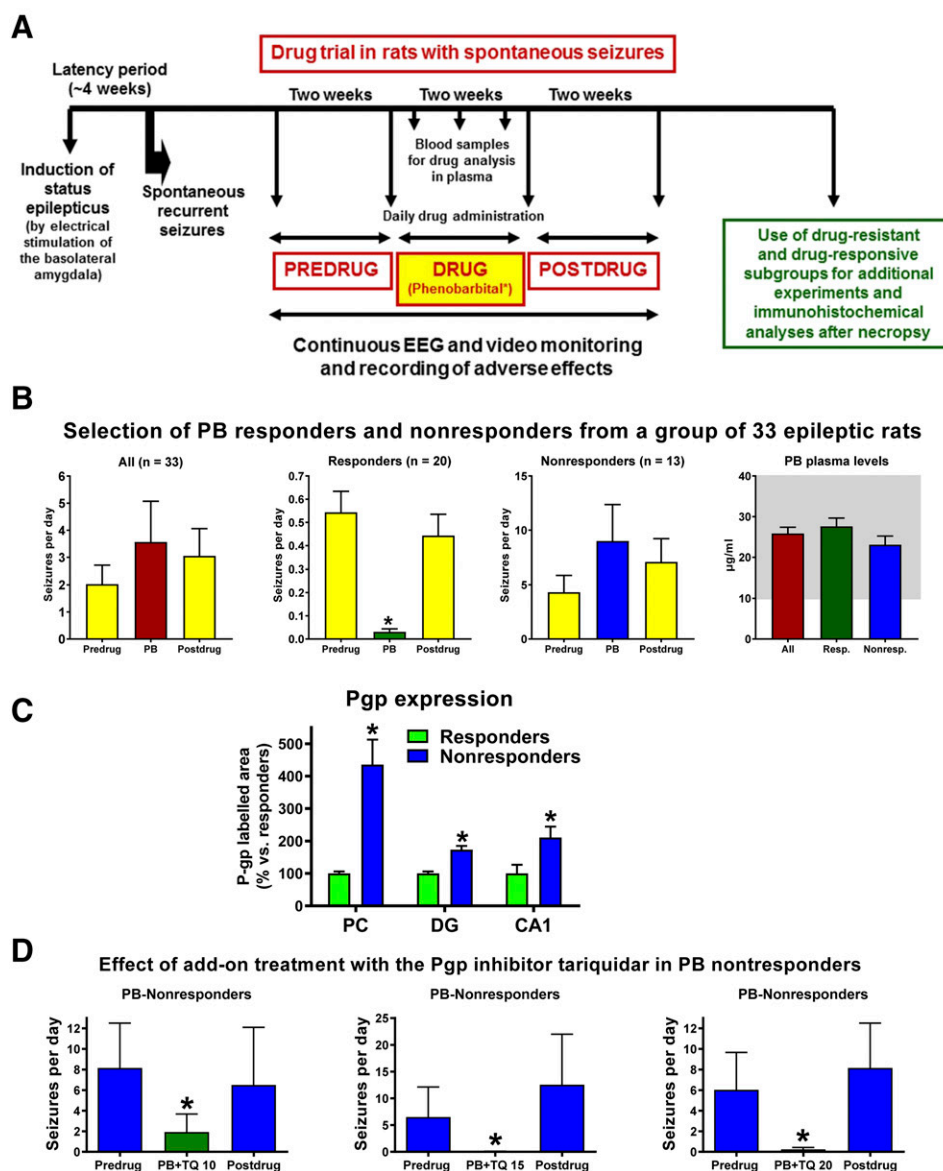 A
Drug trial in rats with spontaneous seizures
Latency period
(~4 weeks)
Two weeks
Two weeks
Two weeks
Blood samples
for drug analysis
in plasma
Induction of
status
epilepticus
(by electrical
stimulation of
the basolateral
amygdala)
Spontaneous
recurrent
seizures
Daily drug administration
PREDRUG
DRUG
(Phenobarbital*)
POSTDRUG
Use of drug-resistant
and drug-responsive
subgroups for additional
experiments and
immunohistochemical
analyses after necropsy
Continuous EEG and video monitoring
and recording of adverse effects
B
Selection of PB responders and nonresponders from a group of 33 epileptic rats
All (n = 33)
Seizures per day
6
5
4
3
2
1
0
Predrug PB Postdrug
Responders (n = 20)
Seizures per day
0.7
0.6
0.5
0.4
0.3
0.2
0.1
0.0
*
Predrug PB Postdrug
Nonresponders (n = 13)
Seizures per day
15
10
5
0
Predrug PB Postdrug
PB plasma levels
µg/ml
40
30
20
10
0
All Resp. Nonresp.
C
Pgp expression
P-gp labelled area
(% vs. responders)
500
400
300
200
100
0
Responders
Nonresponders
*
*
*
PC DG CA1
D
Effect of add-on treatment with the Pgp inhibitor tariquidar in PB nontresponders
PB-Nonresponders
Seizures per day
12
10
8
6
4
2
0
*
Predrug PB+TQ 10 Postdrug
PB-Nonresponders
Seizures per day
25
20
15
10
5
0
*
Predrug PB+TQ 15 Postdrug
PB-Nonresponders
Seizures per day
12
10
8
6
4
2
0
*
Predrug PB+TQ 20 Postdrug